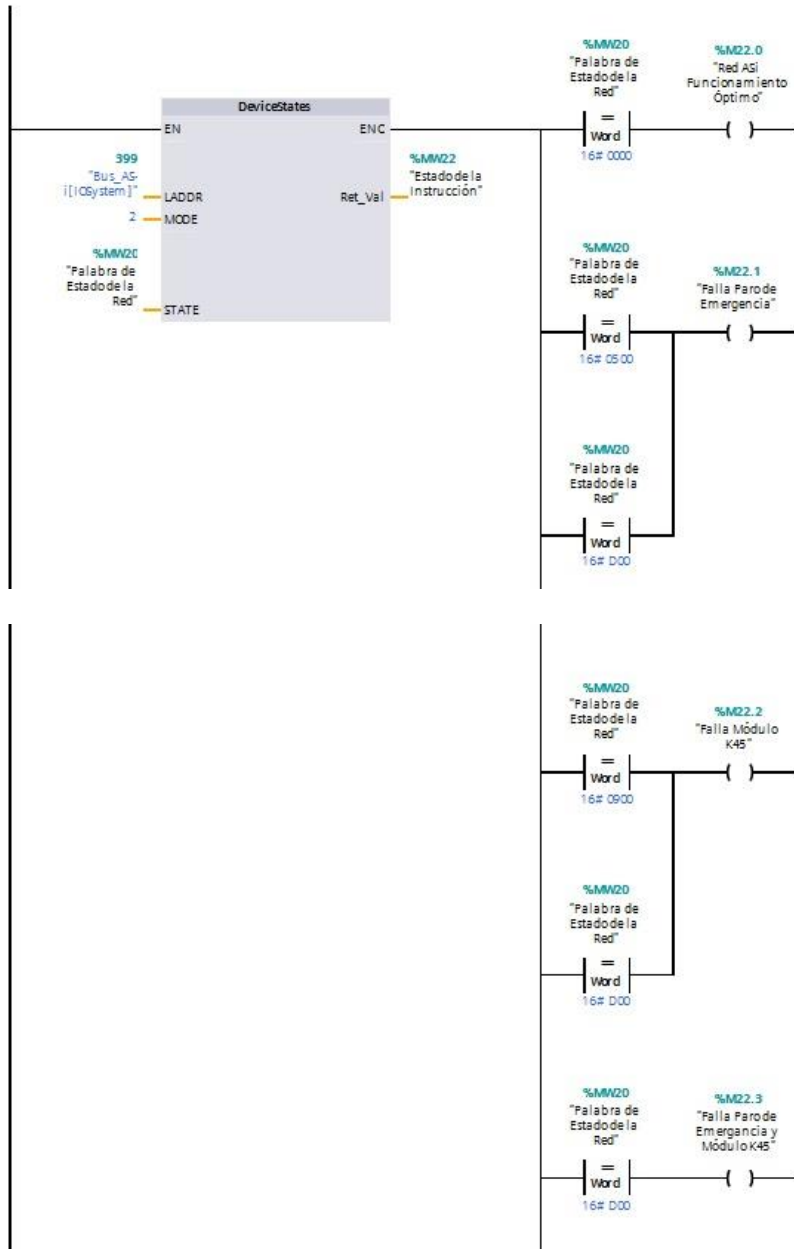 %MW20
"Palabra de
Estado de la
Red"
%M22.0
"Red ASi
Funcionamiento
Óptimo"
DeviceStates
EN
ENC
=
Word
16# 0000
399
"Bus_AS-
i[IOSystem]"
LADDR
2
MODE
%MW20
"Palabra de
Estado de la
Red"
STATE
%MW22
"Estado de la
Instrucción"
Ret_Val
%MW20
"Palabra de
Estado de la
Red"
%M22.1
"Falla Paro de
Emergencia"
=
Word
16# 0500
%MW20
"Palabra de
Estado de la
Red"
=
Word
16# D00
%MW20
"Palabra de
Estado de la
Red"
%M22.2
"Falla Módulo
K45"
=
Word
16# 0900
%MW20
"Palabra de
Estado de la
Red"
=
Word
16# D00
%MW20
"Palabra de
Estado de la
Red"
%M22.3
"Falla Paro de
Emergancia y
Módulo K45"
=
Word
16# D00